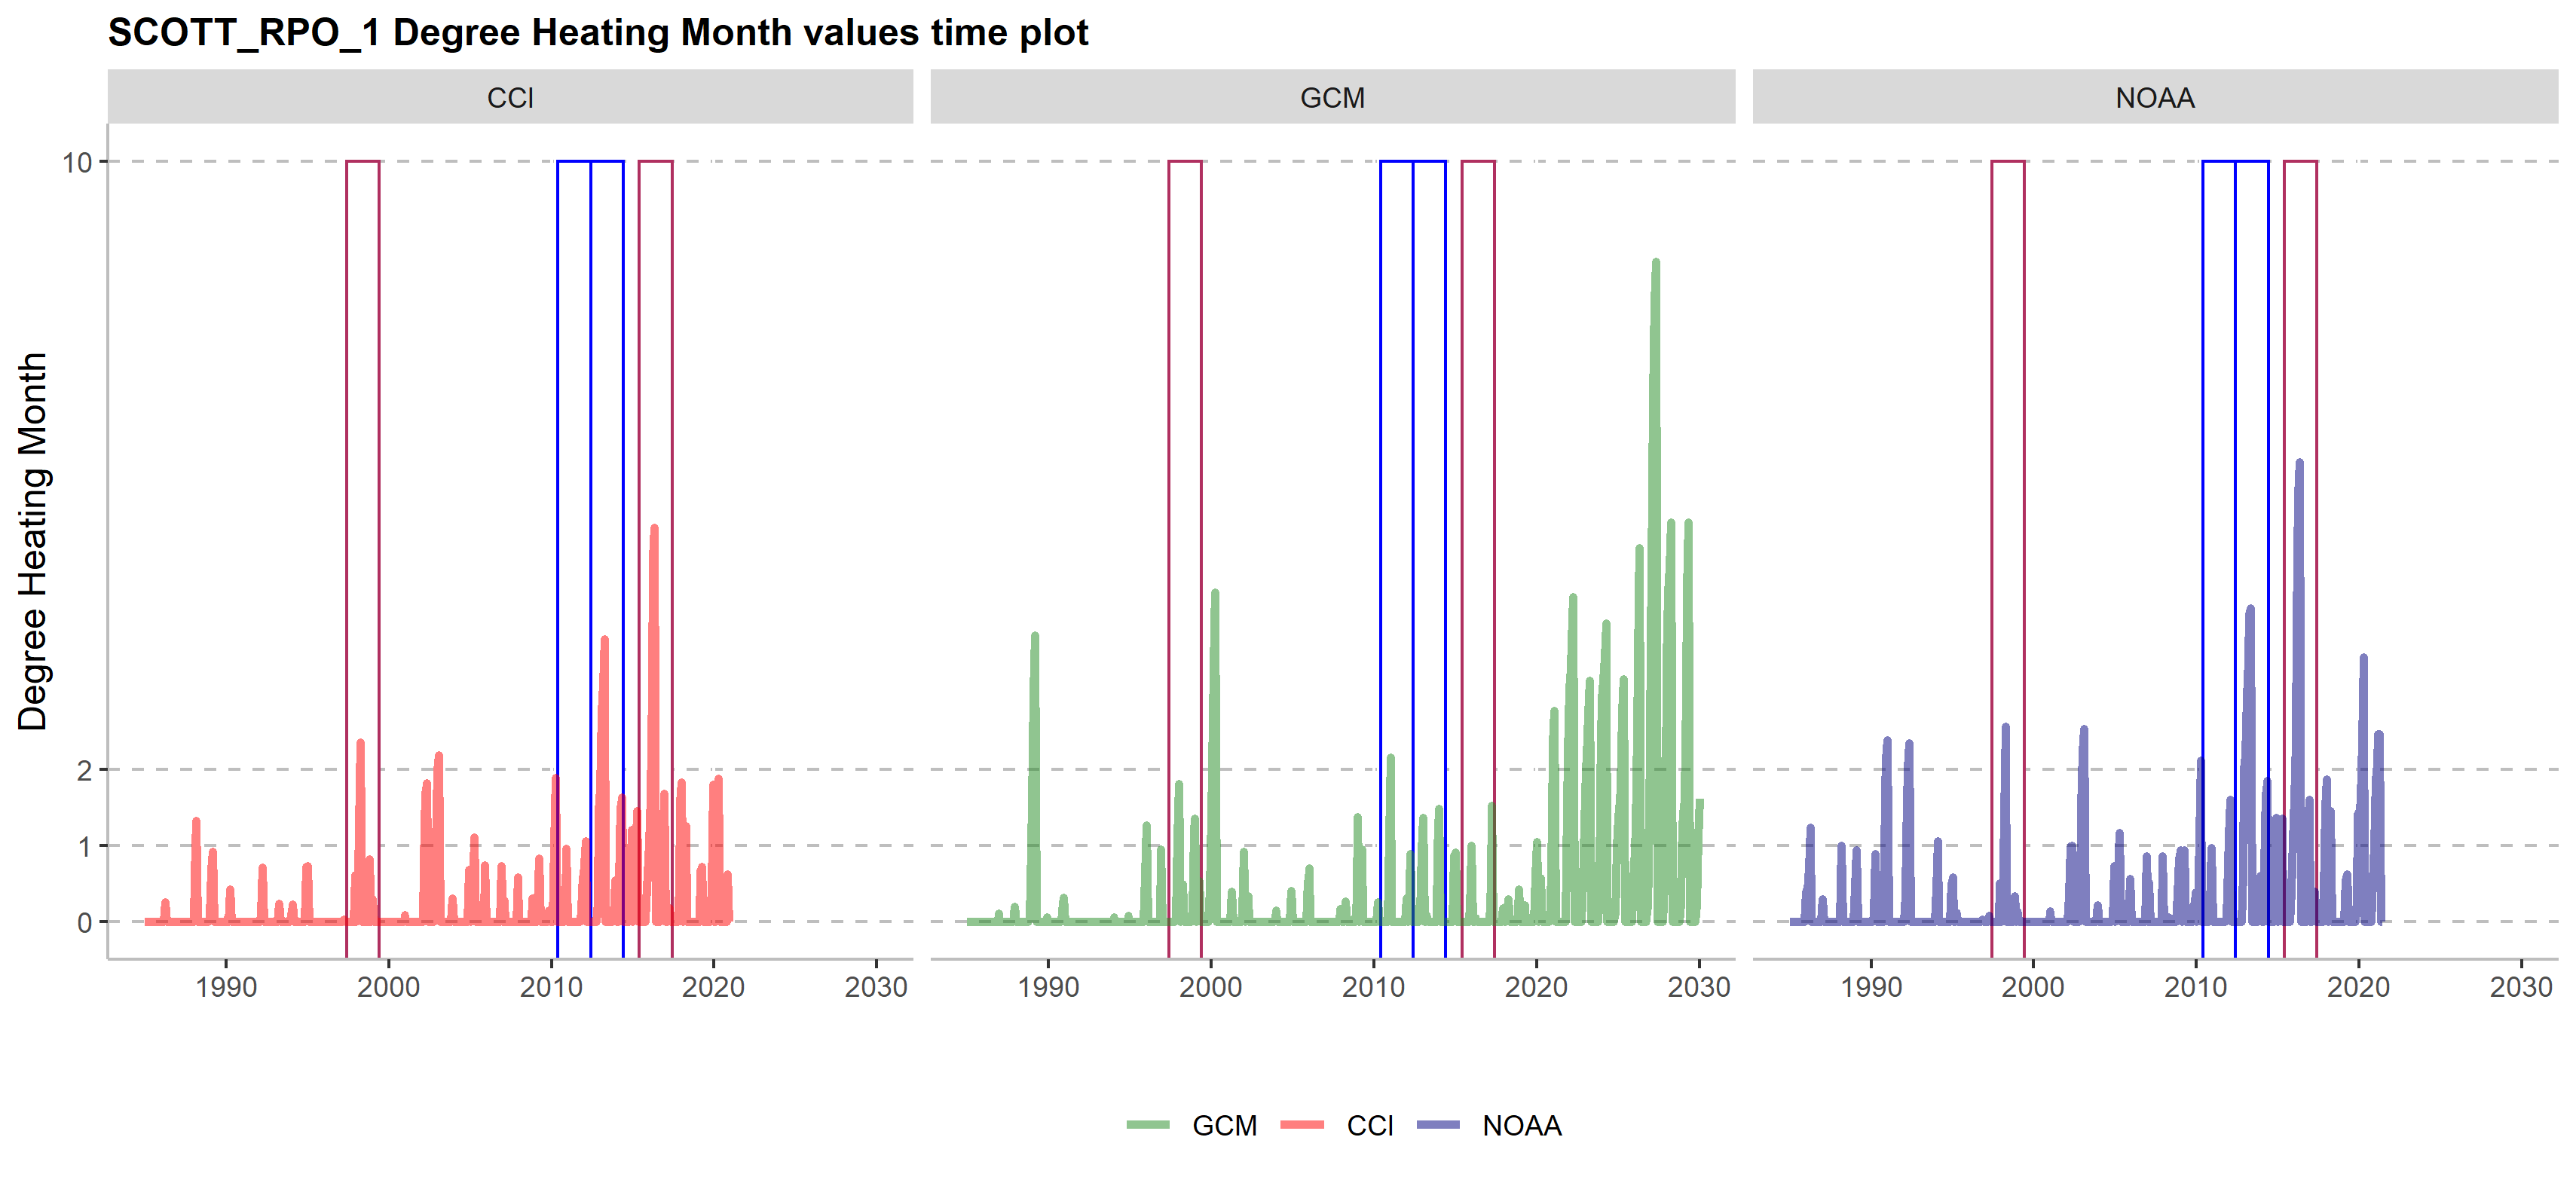 SCOTT_RPO_1 Degree Heating Month values time plot
CCI GCM NOAA
Degree Heating Month
10
2
1
0
1990 2000 2010 2020 2030 1990 2000 2010 2020 2030 1990 2000 2010 2020 2030
GCM CCI NOAA